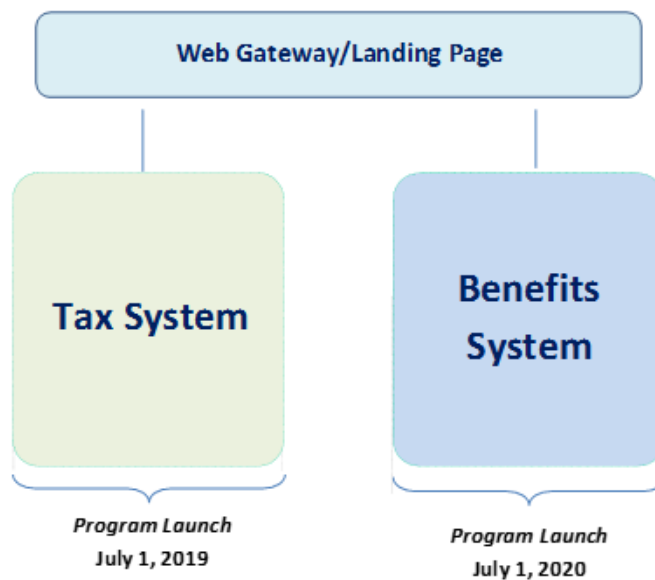 Web Gateway/Landing Page
Tax System
Benefits
System
Program Launch
July 1, 2019
Program Launch
July 1, 2020